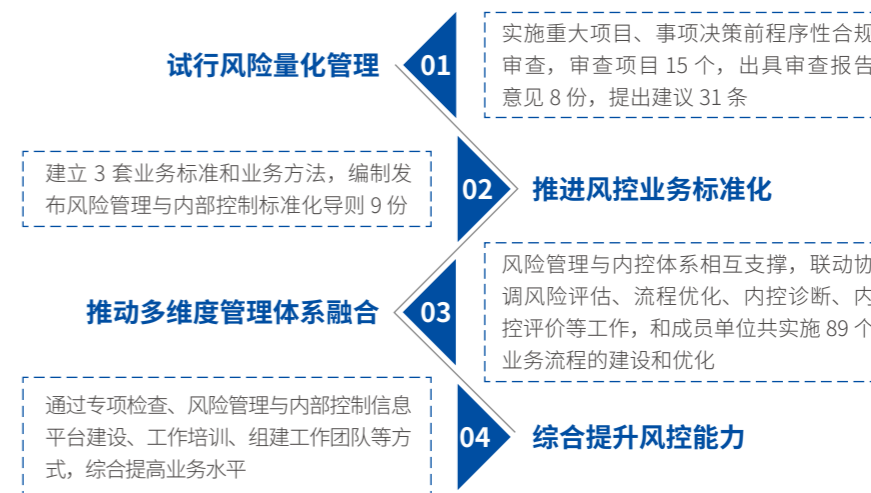 试行风险量化管理
01
实施重大项目、事项决策前程序性合规
审查，审查项目 15 个，出具审查报告
意见 8 份，提出建议 31 条
建立 3 套业务标准和业务方法，编制发
布风险管理与内部控制标准化导则 9 份
02
推进风控业务标准化
推动多维度管理体系融合
03
风险管理与内控体系相互支撑，联动协
调风险评估、流程优化、内控诊断、内
控评价等工作，和成员单位共实施 89 个
业务流程的建设和优化
通过专项检查、风险管理与内部控制信息
平台建设、工作培训、组建工作团队等方
式，综合提高业务水平
04
综合提升风控能力